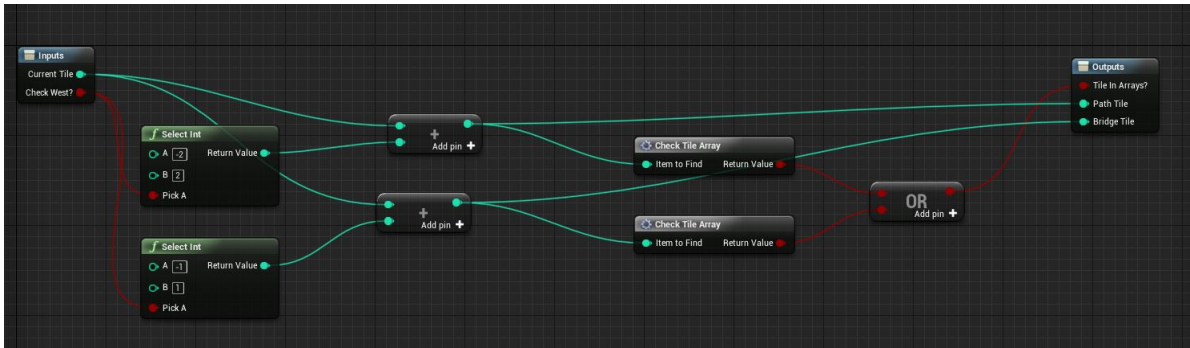 Inputs
Current Tile
Check West?
Select Int
A -2 Return Value
B 2
Pick A
Select Int
A -1 Return Value
B 1
Pick A
+
Add pin +
+
Add pin +
Check Tile Array
Item to Find Return Value
Check Tile Array
Item to Find Return Value
OR
Add pin +
Outputs
Tile In Arrays?
Path Tile
Bridge Tile